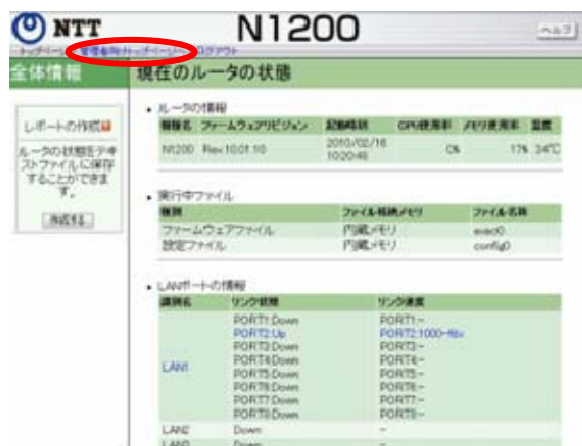 NTT
N1200
ヘルプ
トップページ 管理者向けトップページへ ログアウト
全体情報
現在のルータの状態
レポートの作成
ルータの状態をテキストファイルに保存することができます。
作成する
• ルータの情報
機種名 ファームウェアリビジョン 起動時刻 CPU使用率 メモリ使用率 温度
N1200 Rev.10.01.10 2010/02/16 10:20:46 0% 17% 34℃
• 実行中ファイル
種別 ファイル格納メモリ ファイル名称
ファームウェアファイル 内蔵メモリ exec0
設定ファイル 内蔵メモリ config0
• LANポートの情報
識別名 リンク状態 リンク速度
PORT1:Down PORT1:-
PORT2:Up PORT2:1000-fdx
PORT3:Down PORT3:-
PORT4:Down PORT4:-
LAN1 PORT5:Down PORT5:-
PORT6:Down PORT6:-
PORT7:Down PORT7:-
PORT8:Down PORT8:-
LAN2 Down -
LAN3 Down -